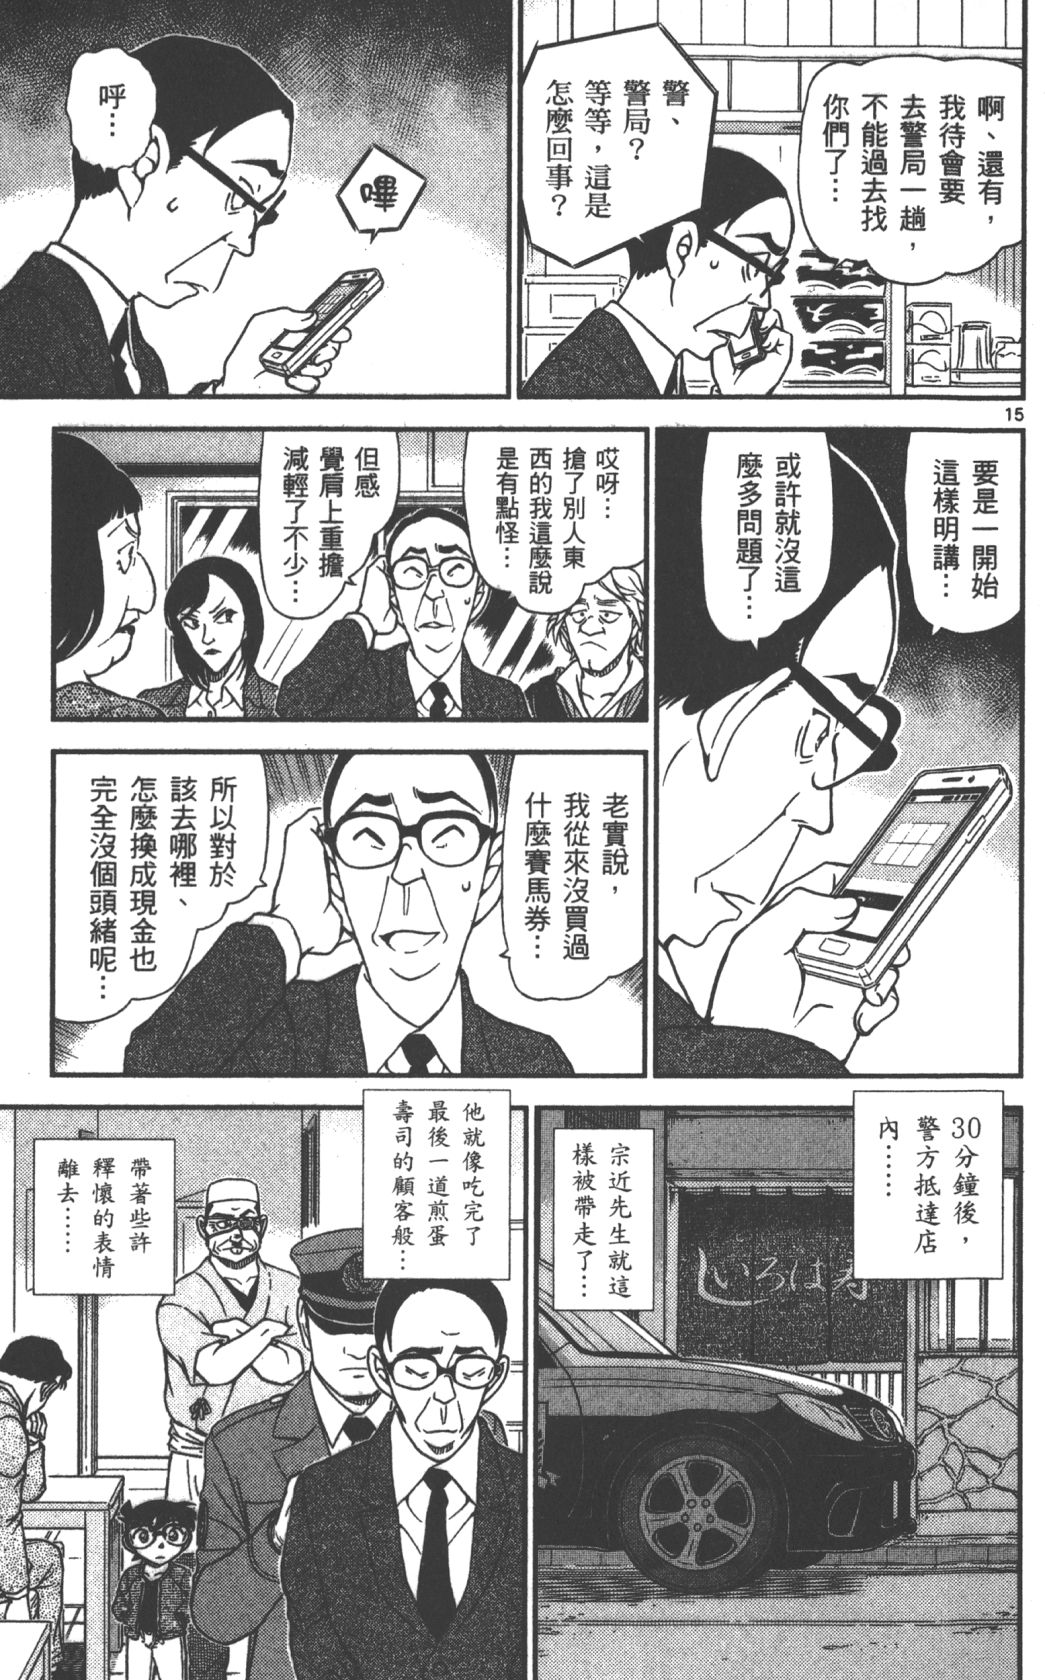 啊、還有，
我待會要
去警局一趟，
不能過去找
你們了…
警、
警局？
等等，這是
怎麼回事？
嗶
呼…
15
要是一開始
這樣明講…
或許就沒這
麼多問題了…
哎呀…
搶了別人東
西的我這麼說
是有點怪…
但感
覺肩上重擔
減輕了不少…
老實說，
我從來沒買過
什麼賽馬券…
所以對於
該去哪裡、
怎麼換成現金也
完全沒個頭緒呢…
30分鐘後，
警方抵達店
內……
いろは寿し
宗近先生就這
樣被帶走了…
他就像吃完了
最後一道煎蛋
壽司的顧客般…
帶著些許
釋懷的表情
離去……